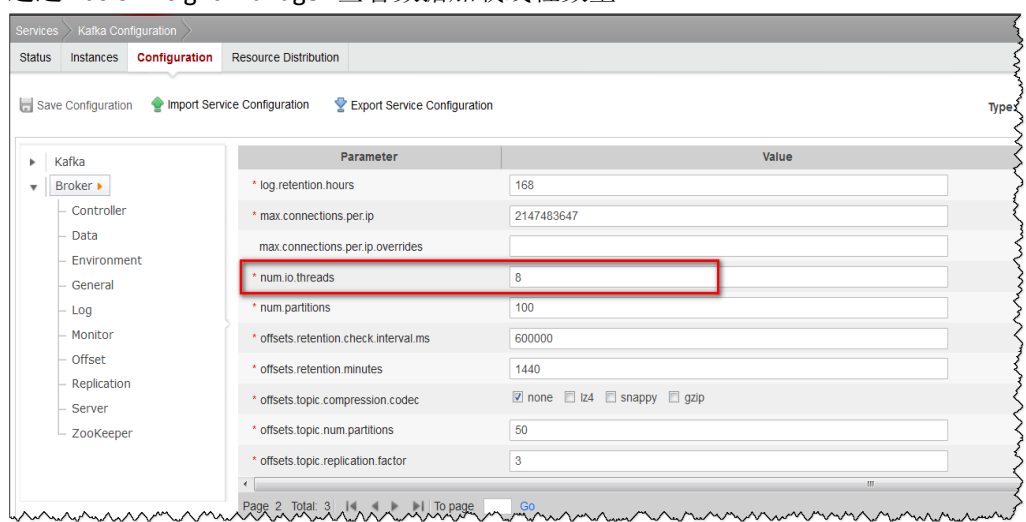 Services Kafka Configuration
Status Instances Configuration Resource Distribution
Save Configuration Import Service Configuration Export Service Configuration
Type:
Kafka
Broker
Controller
Data
Environment
General
Log
Monitor
Offset
Replication
Server
ZooKeeper
Parameter Value
* log.retention.hours 168
* max.connections.per.ip 2147483647
max.connections.per.ip.overrides
* num.io.threads 8
* num.partitions 100
* offsets.retention.check.interval.ms 600000
* offsets.retention.minutes 1440
* offsets.topic.compression.codec none lz4 snappy gzip
* offsets.topic.num.partitions 50
* offsets.topic.replication.factor 3
Page 2 Total: 3 To page Go